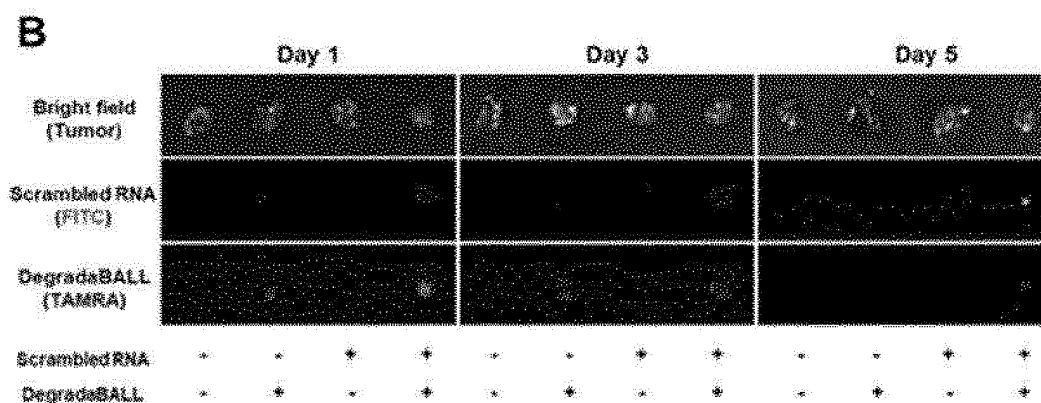 B
Day 1 Day 3 Day 5
Bright field
(Tumor)
Scrambled RNA
(FITC)
DegradaBALL
(TAMRA)
Scrambled RNA - - + + - - + + - - + +
DegradaBALL - + - + - + - + - + - +